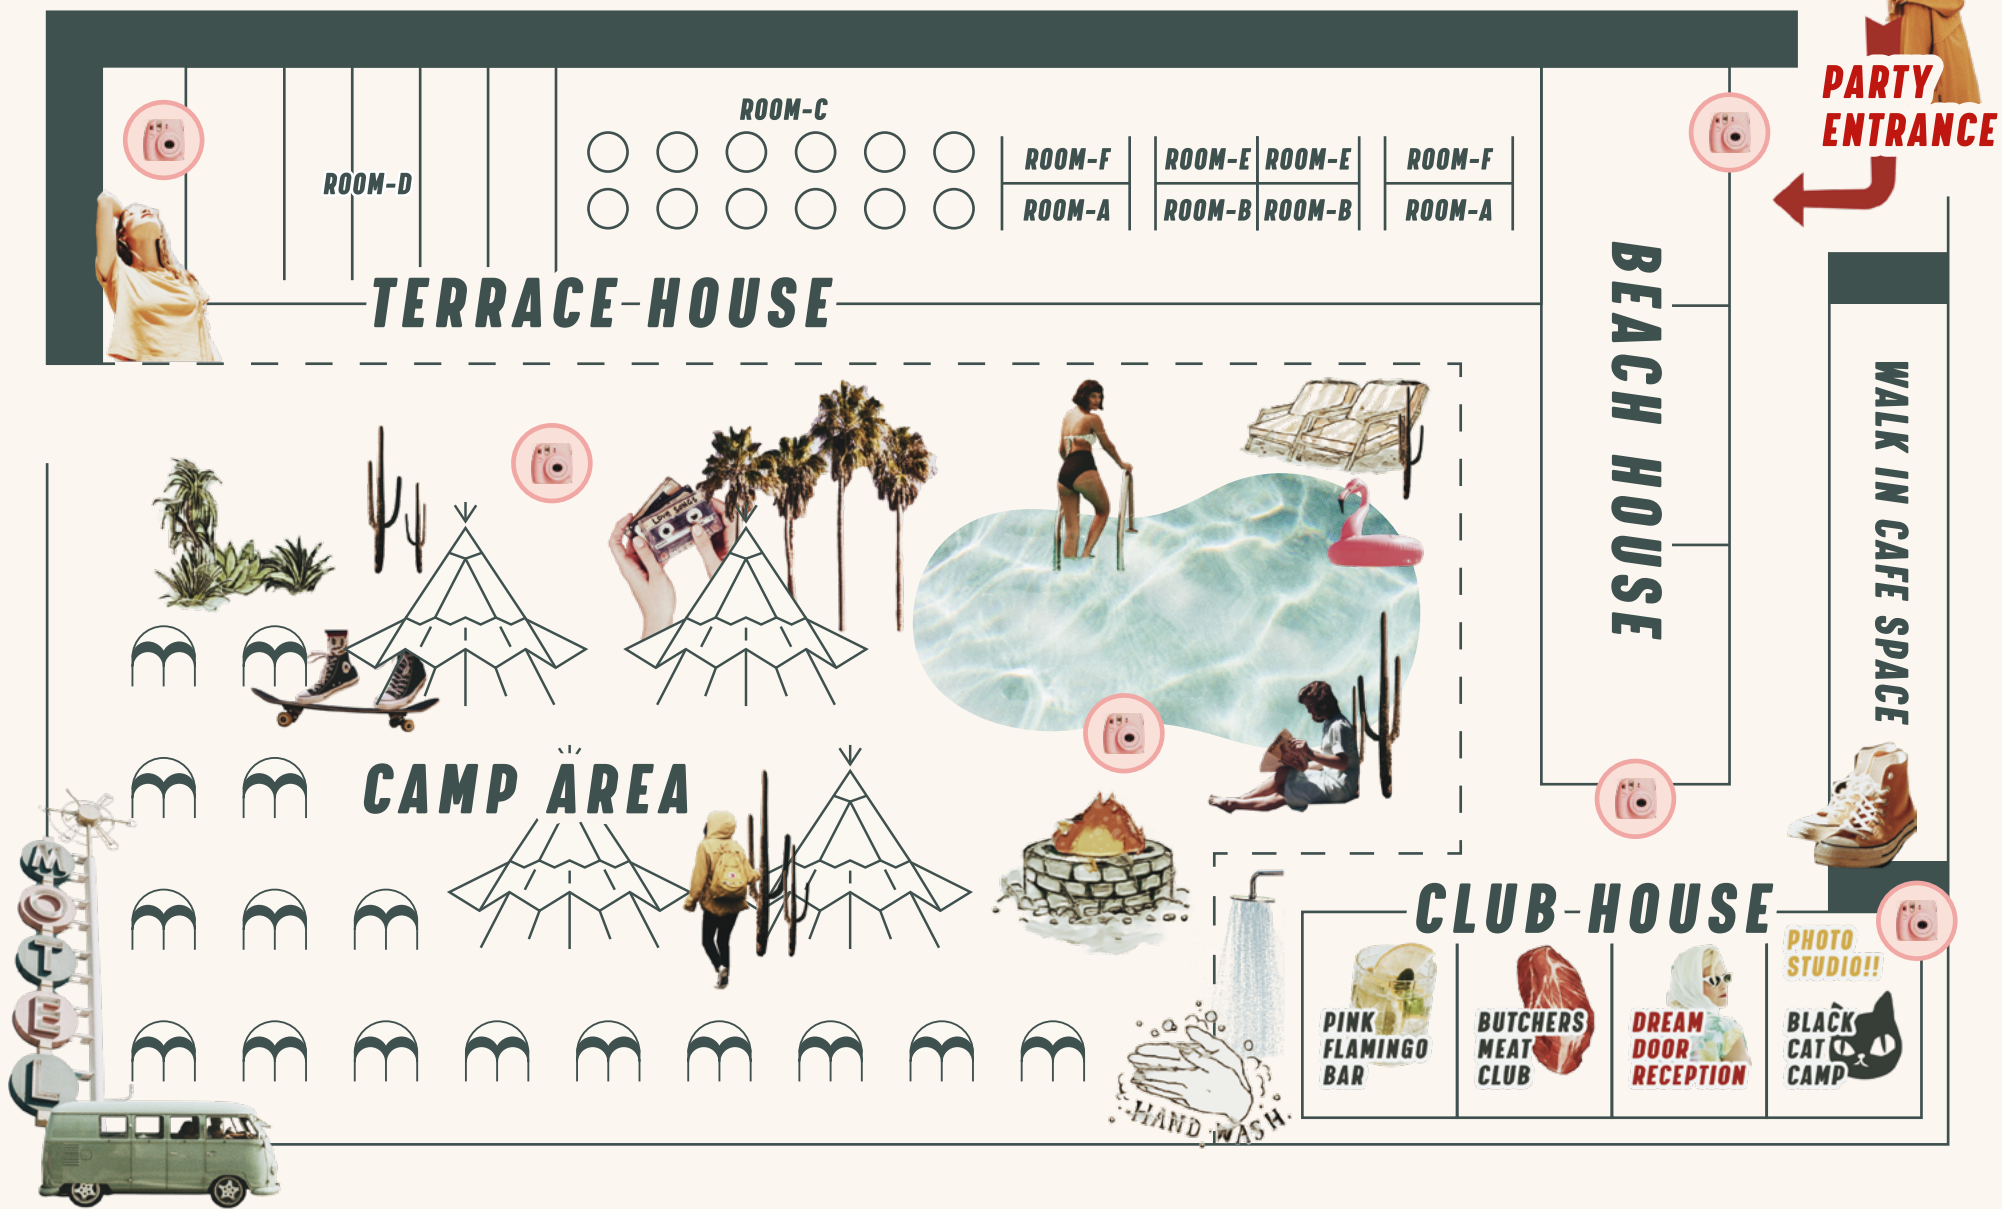 PARTY
ENTRANCE
ROOM-C
ROOM-D
ROOM-F
ROOM-E
ROOM-E
ROOM-F
ROOM-A
ROOM-B
ROOM-B
ROOM-A
TERRACE-HOUSE
BEACH HOUSE
WALK IN CAFE SPACE
LOVE SONGS
CAMP AREA
MOTEL
CLUB-HOUSE
PINK
FLAMINGO
BAR
BUTCHERS
MEAT
CLUB
DREAM
DOOR
RECEPTION
PHOTO
STUDIO!!
BLACK
CAT
CAMP
HAND WASH.